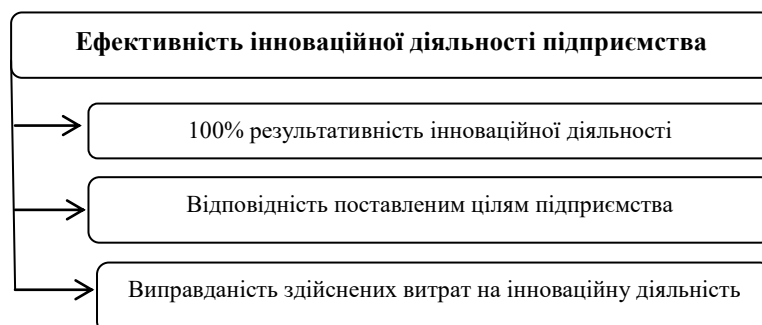 Ефективність інноваційної діяльності підприємства
100% результативність інноваційної діяльності
Відповідність поставленим цілям підприємства
Виправданість здійснених витрат на інноваційну діяльність